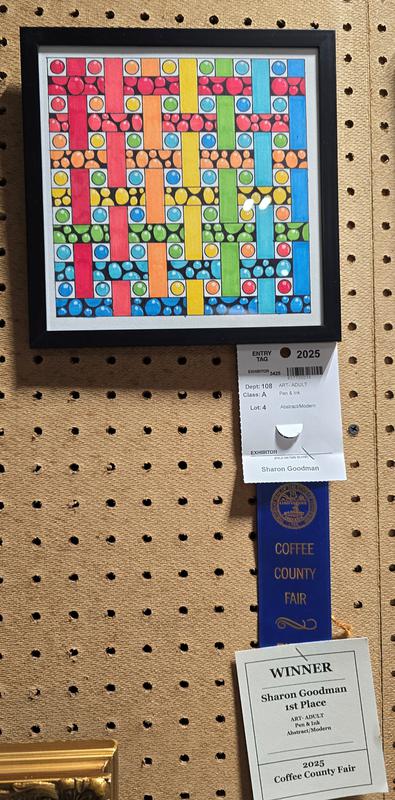 ENTRY TAG 2025
EXHIBITOR
Dept: 108 ART- ADULT
Class: A Pen & Ink
Lot: 4 Abstract/Modern
EXHIBITOR
Sharon Goodman
COFFEE
COUNTY
FAIR
WINNER
Sharon Goodman
1st Place
ART- ADULT
Pen & Ink
Abstract/Modern
2025
Coffee County Fair